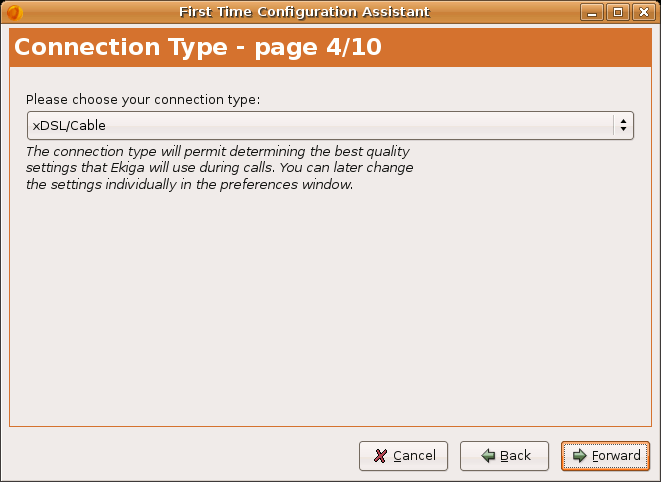 First Time Configuration Assistant
Connection Type - page 4/10
Please choose your connection type:
xDSL/Cable
The connection type will permit determining the best quality
settings that Ekiga will use during calls. You can later change
the settings individually in the preferences window.
Cancel
Back
Forward